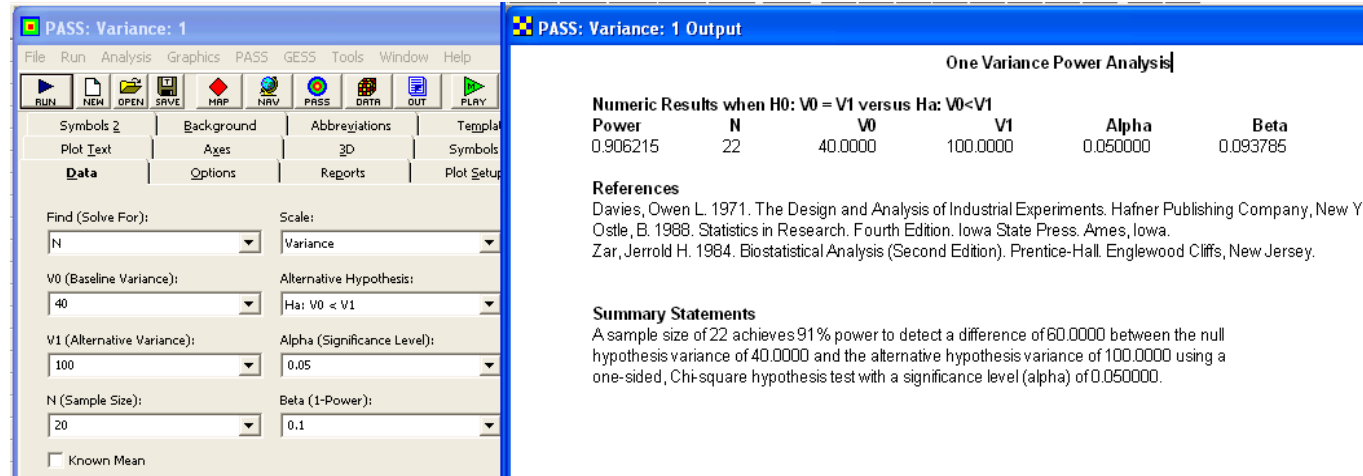 PASS: Variance: 1
File Run Analysis Graphics PASS GESS Tools Window Help
RUN NEW OPEN SAVE MAP NAV PASS DATA OUT PLAY
Symbols 2 Background Abbreviations
Plot Text Axes 3D Symbols
Data Options Reports Plot Setup
Find (Solve For): Scale:
N Variance
V0 (Baseline Variance): Alternative Hypothesis:
40 Ha: V0 < V1
V1 (Alternative Variance): Alpha (Significance Level):
100 0.05
N (Sample Size): Beta (1-Power):
20 0.1
Known Mean
PASS: Variance: 1 Output
One Variance Power Analysis
Numeric Results when H0: V0 = V1 versus Ha: V0<V1
Power N V0 V1 Alpha Beta
0.906215 22 40.0000 100.0000 0.050000 0.093785
References
Davies, Owen L. 1971. The Design and Analysis of Industrial Experiments. Hafner Publishing Company, New Y
Ostle, B. 1988. Statistics in Research. Fourth Edition. Iowa State Press. Ames, Iowa.
Zar, Jerrold H. 1984. Biostatistical Analysis (Second Edition). Prentice-Hall. Englewood Cliffs, New Jersey.
Summary Statements
A sample size of 22 achieves 91% power to detect a difference of 60.0000 between the null
hypothesis variance of 40.0000 and the alternative hypothesis variance of 100.0000 using a
one-sided, Chi-square hypothesis test with a significance level (alpha) of 0.050000.